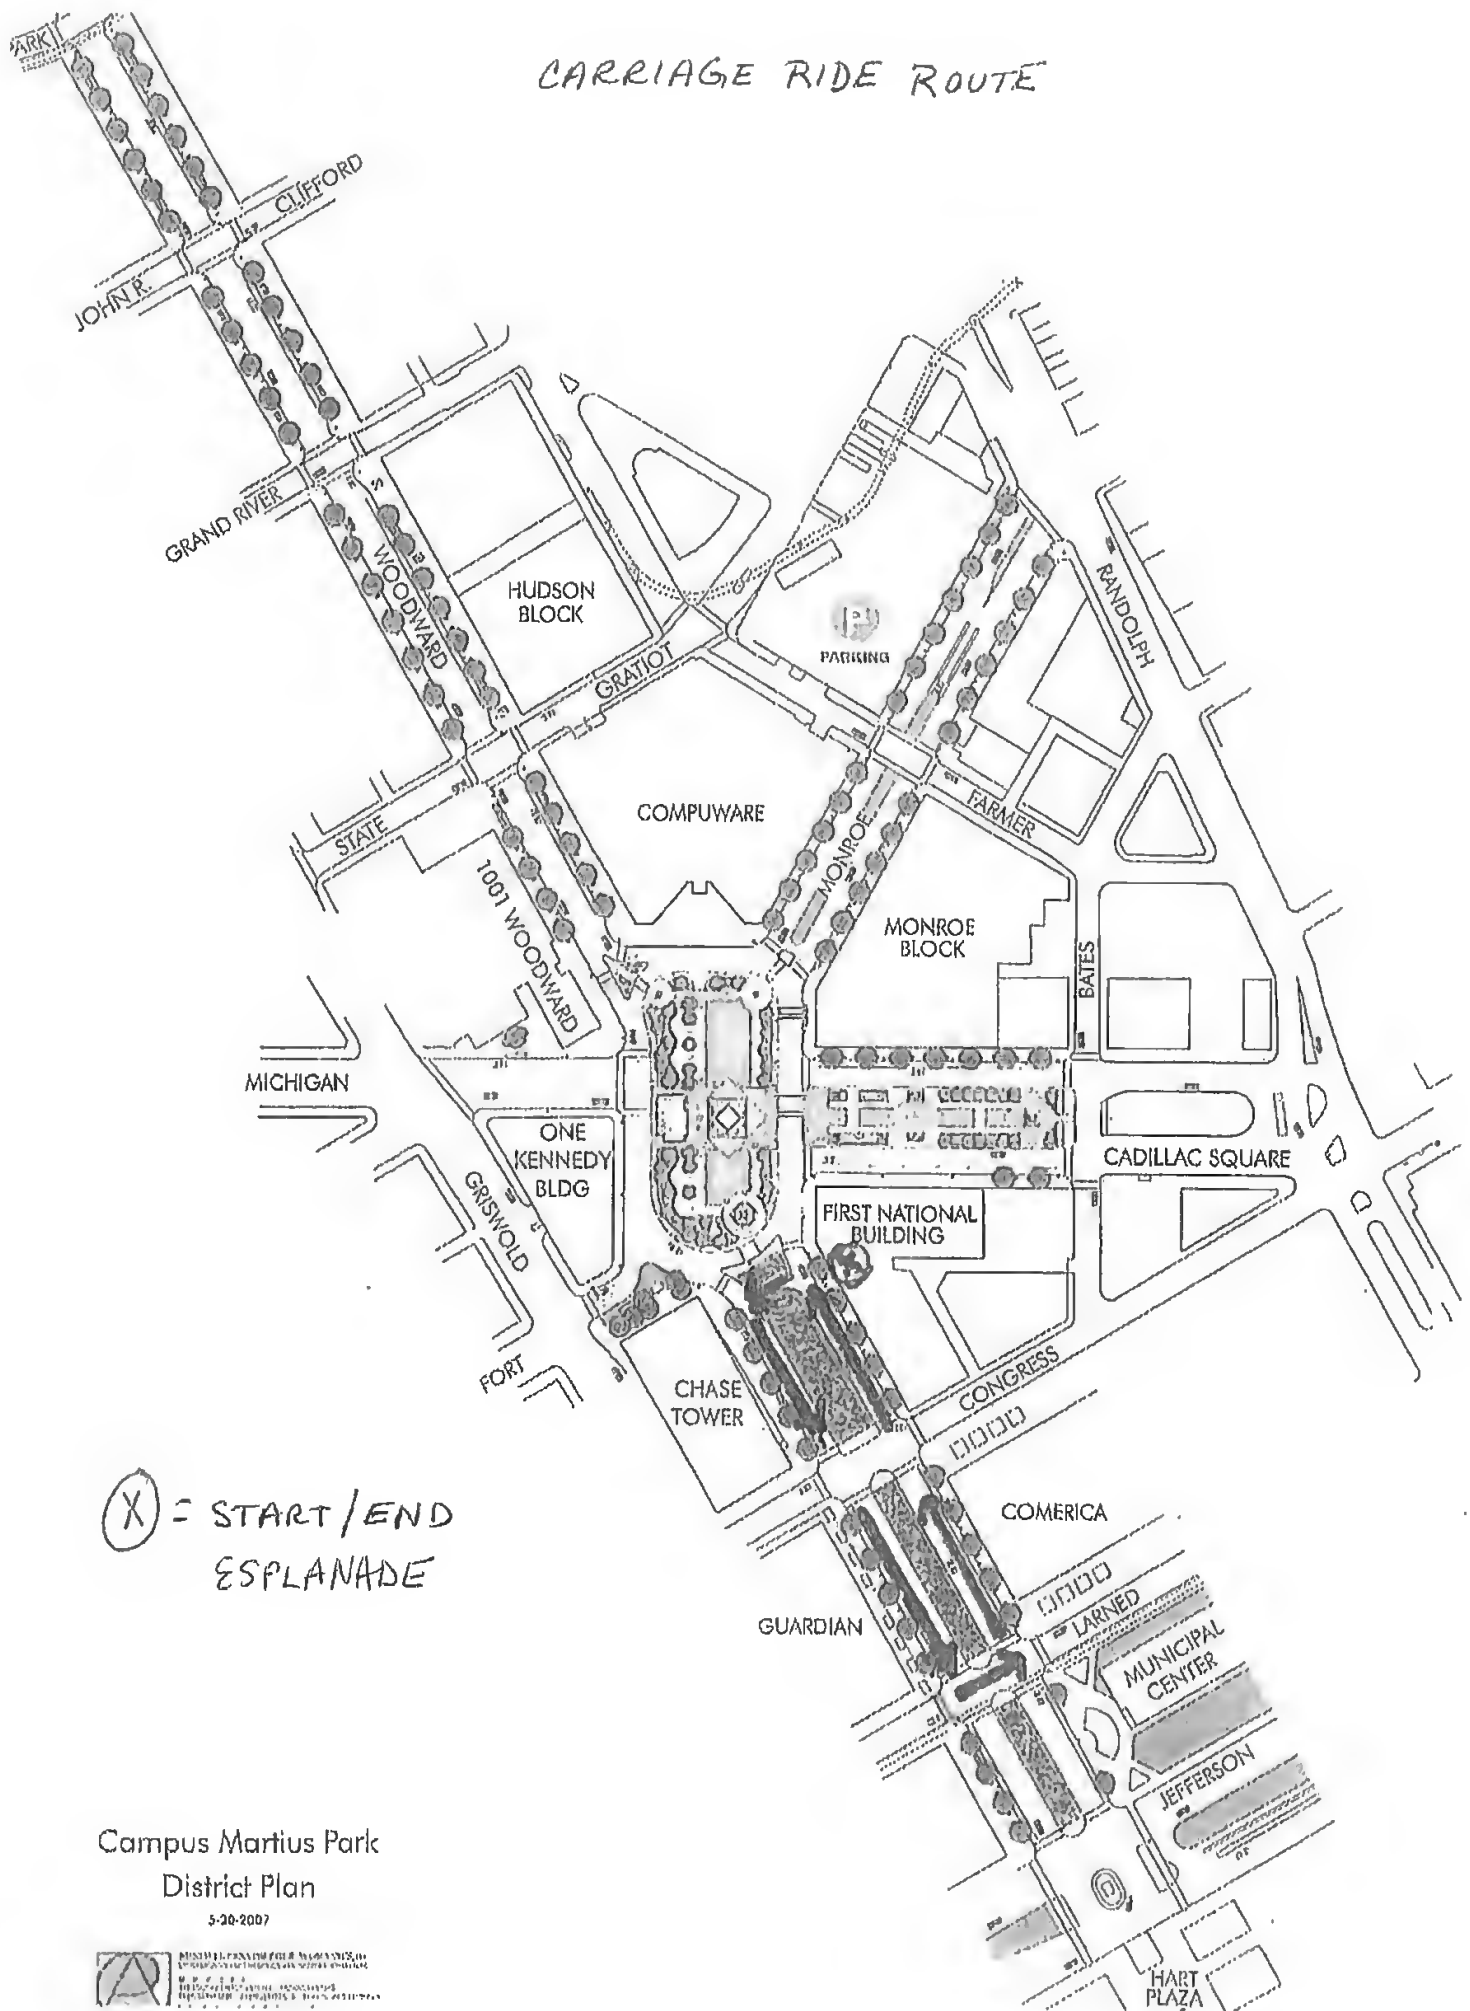 CARRIAGE RIDE ROUTE
PARK
CLIFFORD
JOHN R.
GRAND RIVER
WOODWARD
HUDSON
BLOCK
GRATIOT
PARKING
RANDOLPH
STATE
COMPUWARE
MONROE
FARMER
1001 WOODWARD
MONROE
BLOCK
BATES
MICHIGAN
ONE
KENNEDY
BLDG
CADILLAC SQUARE
GRISWOLD
FIRST NATIONAL
BUILDING
X
FORT
CHASE
TOWER
CONGRESS
X = START/END
ESPLANADE
COMERICA
GUARDIAN
LARNED
MUNICIPAL
CENTER
JEFFERSON
HART
PLAZA
Campus Martius Park
District Plan
5-20-2007